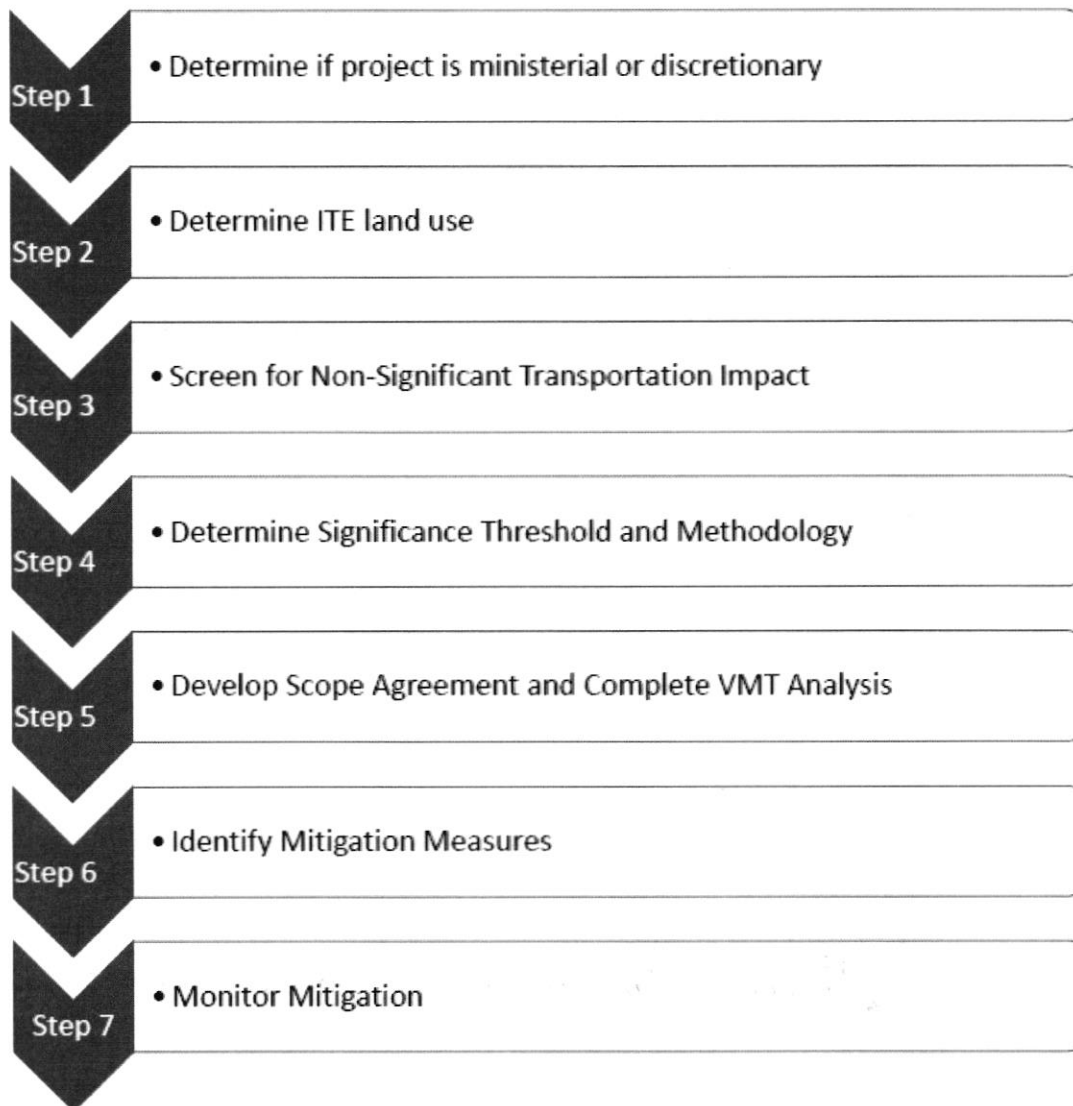 Step 1
• Determine if project is ministerial or discretionary
Step 2
• Determine ITE land use
Step 3
• Screen for Non-Significant Transportation Impact
Step 4
• Determine Significance Threshold and Methodology
Step 5
• Develop Scope Agreement and Complete VMT Analysis
Step 6
• Identify Mitigation Measures
Step 7
• Monitor Mitigation